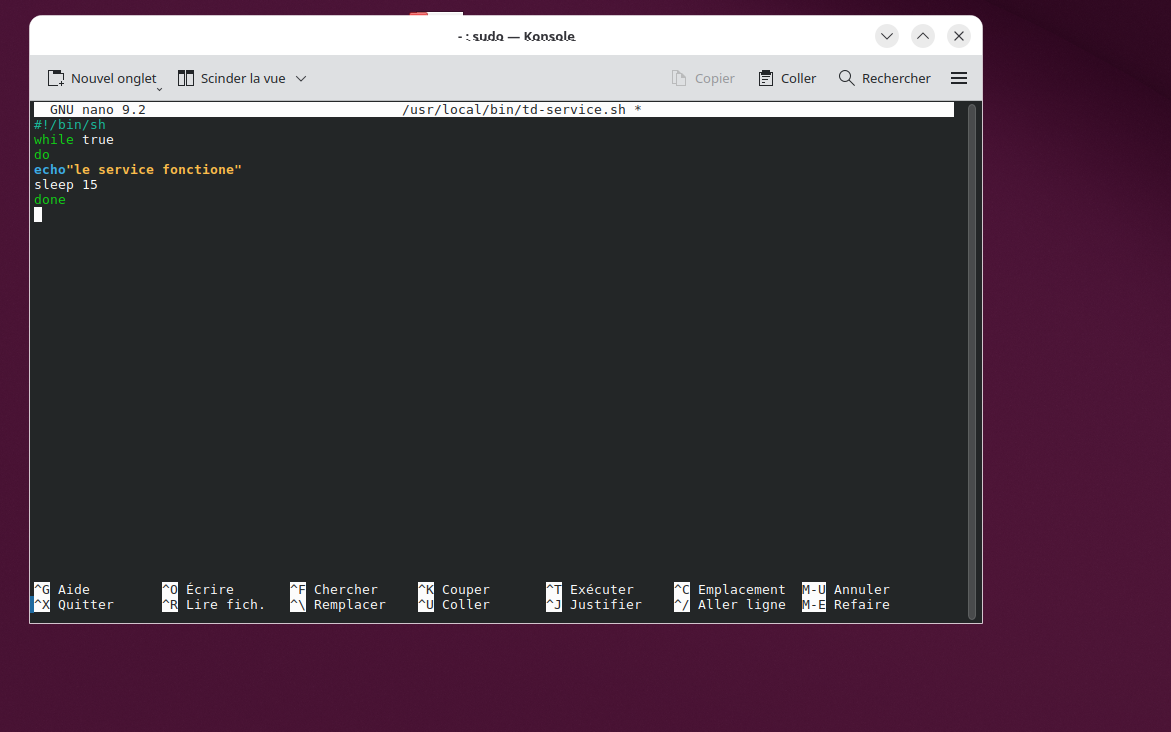 - : sudo — Konsole
Nouvel onglet Scinder la vue Copier Coller Rechercher
GNU nano 9.2 /usr/local/bin/td-service.sh *
#!/bin/sh
while true
do
echo"le service fonctione"
sleep 15
done
^G Aide ^O Écrire ^F Chercher ^K Couper ^T Exécuter ^C Emplacement M-U Annuler
^X Quitter ^R Lire fich. ^\ Remplacer ^U Coller ^J Justifier ^/ Aller ligne M-E Refaire